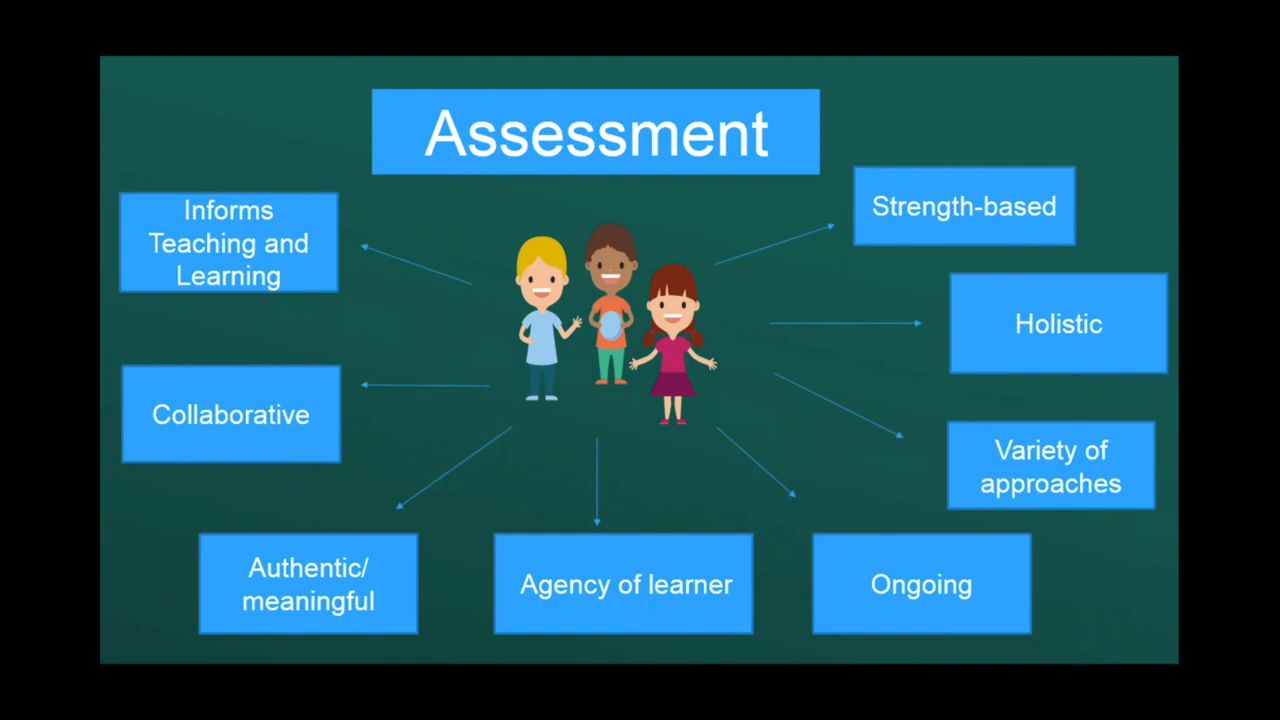 Assessment
Informs
Teaching and
Learning
Strength-based
Holistic
Collaborative
Variety of
approaches
Authentic/
meaningful
Agency of learner
Ongoing